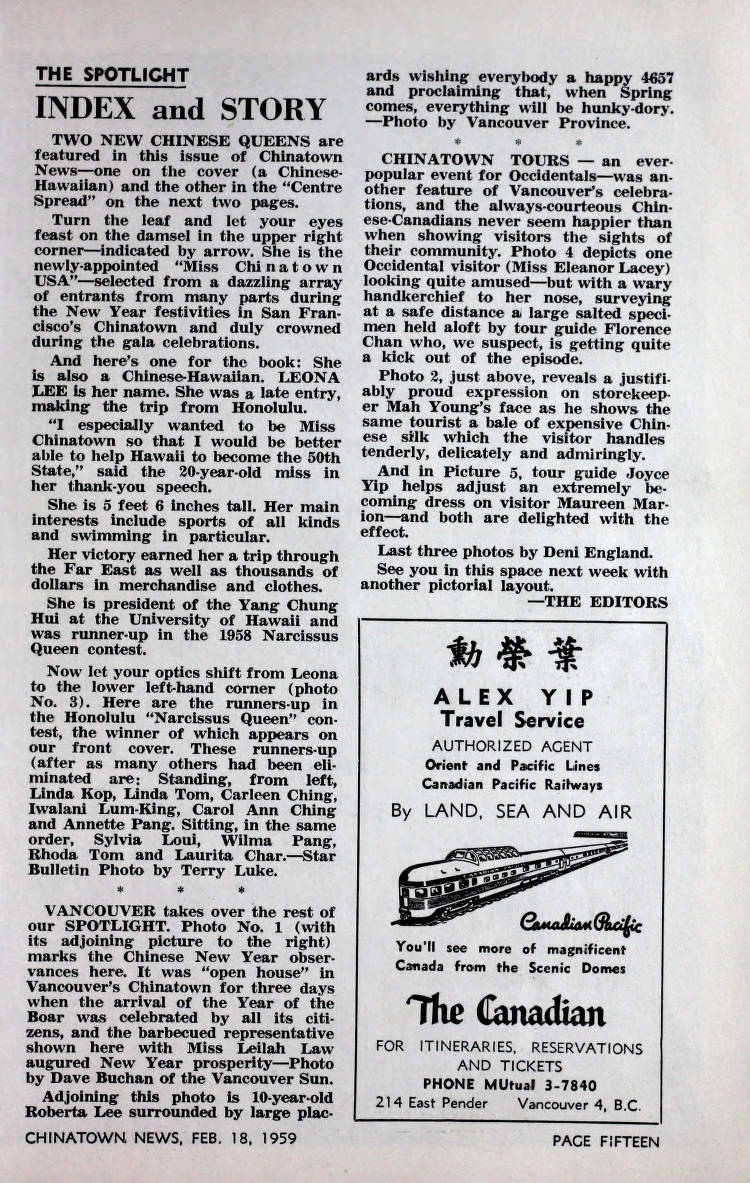 THE SPOTLIGHT
INDEX and STORY
TWO NEW CHINESE QUEENS are
featured in this issue of Chinatown
News—one on the cover (a Chinese-
Hawaiian) and the other in the "Centre
Spread" on the next two pages.
Turn the leaf and let your eyes
feast on the damsel in the upper right
corner—indicated by arrow. She is the
newly-appointed "Miss Chinatown
USA"—selected from a dazzling array
of entrants from many parts during
the New Year festivities in San Fran-
cisco's Chinatown and duly crowned
during the gala celebrations.
And here's one for the book: She
is also a Chinese-Hawaiian. LEONA
LEE is her name. She was a late entry,
making the trip from Honolulu.
"I especially wanted to be Miss
Chinatown so that I would be better
able to help Hawaii to become the 50th
State," said the 20-year-old miss in
her thank-you speech.
She is 5 feet 6 inches tall. Her main
interests include sports of all kinds
and swimming in particular.
Her victory earned her a trip through
the Far East as well as thousands of
dollars in merchandise and clothes.
She is president of the Yang Chung
Hui at the University of Hawaii and
was runner-up in the 1958 Narcissus
Queen contest.
Now let your optics shift from Leona
to the lower left-hand corner (photo
No. 3). Here are the runners-up in
the Honolulu "Narcissus Queen" con-
test, the winner of which appears on
our front cover. These runners-up
(after as many others had been eli-
minated are: Standing, from left,
Linda Kop, Linda Tom, Carleen Ching,
Iwalani Lum-King, Carol Ann Ching
and Annette Pang. Sitting, in the same
order, Sylvia Loui, Wilma Pang,
Rhoda Tom and Laurita Char.—Star
Bulletin Photo by Terry Luke.
* * *
VANCOUVER takes over the rest of
our SPOTLIGHT. Photo No. 1 (with
its adjoining picture to the right)
marks the Chinese New Year obser-
vances here. It was "open house" in
Vancouver's Chinatown for three days
when the arrival of the Year of the
Boar was celebrated by all its citi-
zens, and the barbecued representative
shown here with Miss Leilah Law
augured New Year prosperity—Photo
by Dave Buchan of the Vancouver Sun.
Adjoining this photo is 10-year-old
Roberta Lee surrounded by large plac-
ards wishing everybody a happy 4657
and proclaiming that, when Spring
comes, everything will be hunky-dory.
—Photo by Vancouver Province.
* * *
CHINATOWN TOURS — an ever-
popular event for Occidentals—was an-
other feature of Vancouver's celebra-
tions, and the always-courteous Chin-
ese-Canadians never seem happier than
when showing visitors the sights of
their community. Photo 4 depicts one
Occidental visitor (Miss Eleanor Lacey)
looking quite amused—but with a wary
handkerchief to her nose, surveying
at a safe distance a large salted speci-
men held aloft by tour guide Florence
Chan who, we suspect, is getting quite
a kick out of the episode.
Photo 2, just above, reveals a justifi-
ably proud expression on storekeep-
er Mah Young's face as he shows the
same tourist a bale of expensive Chin-
ese silk which the visitor handles
tenderly, delicately and admiringly.
And in Picture 5, tour guide Joyce
Yip helps adjust an extremely be-
coming dress on visitor Maureen Mar-
ion—and both are delighted with the
effect.
Last three photos by Deni England.
See you in this space next week with
another pictorial layout.
—THE EDITORS
勳榮葉
ALEX YIP
Travel Service
AUTHORIZED AGENT
Orient and Pacific Lines
Canadian Pacific Railways
By LAND, SEA AND AIR
Canadian Pacific
You'll see more of magnificent
Canada from the Scenic Domes
The Canadian
FOR ITINERARIES, RESERVATIONS
AND TICKETS
PHONE MUtual 3-7840
214 East Pender Vancouver 4, B.C.
CHINATOWN NEWS, FEB. 18, 1959
PAGE FIFTEEN